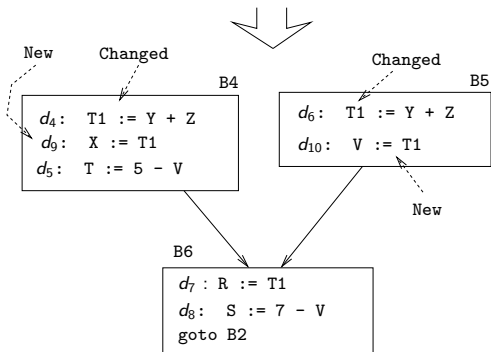 New
Changed
B4
d4: T1 := Y + Z
d9: X := T1
d5: T := 5 - V
Changed
B5
d6: T1 := Y + Z
d10: V := T1
New
B6
d7 : R := T1
d8: S := 7 - V
goto B2